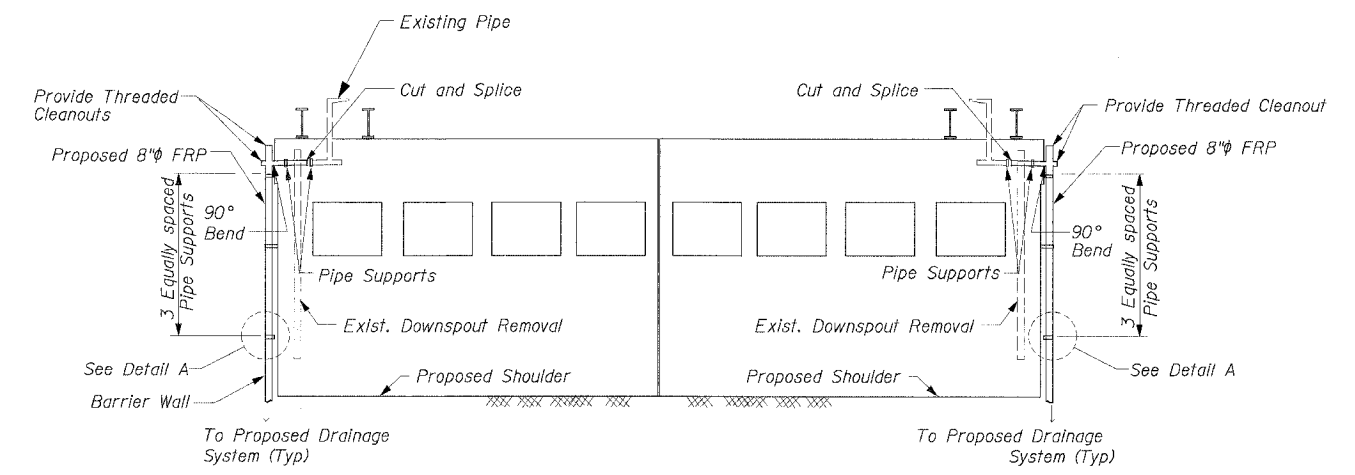 Existing Pipe
Provide Threaded
Cleanouts
Cut and Splice
Cut and Splice
Provide Threaded Cleanout
Proposed 8"ϕ FRP
Proposed 8"ϕ FRP
3 Equally spaced
Pipe Supports
90°
Bend
Pipe Supports
Pipe Supports
90°
Bend
3 Equally spaced
Pipe Supports
Exist. Downspout Removal
Exist. Downspout Removal
See Detail A
See Detail A
Proposed Shoulder
Proposed Shoulder
Barrier Wall
To Proposed Drainage
System (Typ)
To Proposed Drainage
System (Typ)